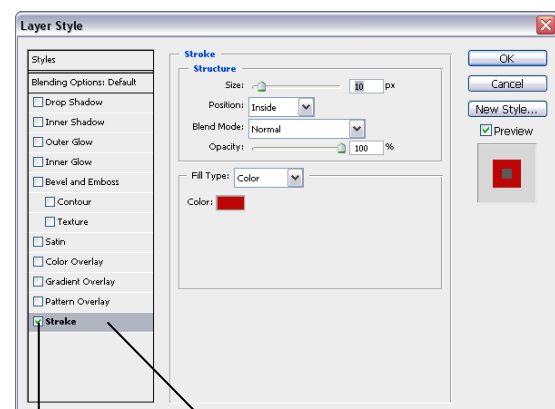 Layer Style
Styles
Blending Options: Default
Drop Shadow
Inner Shadow
Outer Glow
Inner Glow
Bevel and Emboss
Contour
Texture
Satin
Color Overlay
Gradient Overlay
Pattern Overlay
Stroke
Stroke
Structure
Size: 10 px
Position: Inside
Blend Mode: Normal
Opacity: 100 %
Fill Type: Color
Color:
OK
Cancel
New Style...
Preview